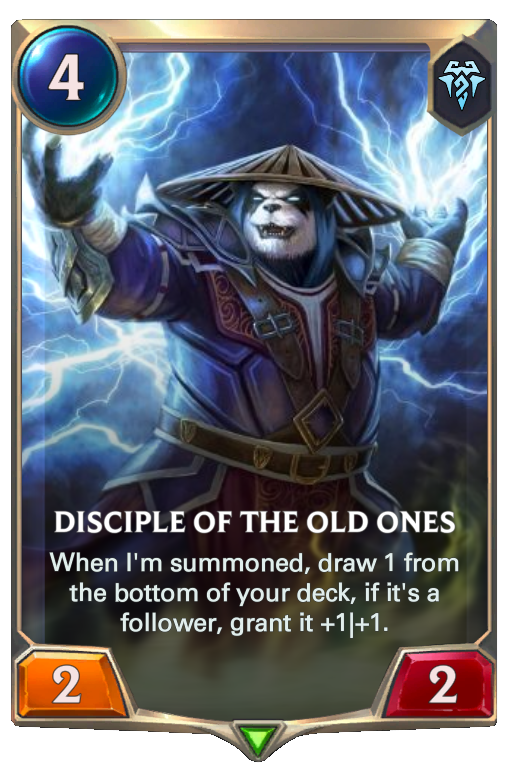 4
DISCIPLE OF THE OLD ONES
When I'm summoned, draw 1 from
the bottom of your deck, if it's a
follower, grant it +1|+1.
2
2